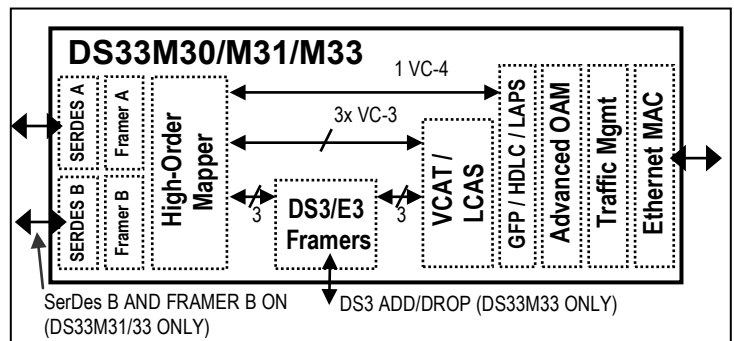 DS33M30/M31/M33
1 VC-4
3x VC-3
SERDES A
Framer A
SERDES B
Framer B
High-Order
Mapper
3
DS3/E3
Framers
3
VCAT /
LCAS
GFP / HDLC / LAPS
Advanced OAM
Traffic Mgmt
Ethernet MAC
SerDes B AND FRAMER B ON
(DS33M31/33 ONLY)
DS3 ADD/DROP (DS33M33 ONLY)